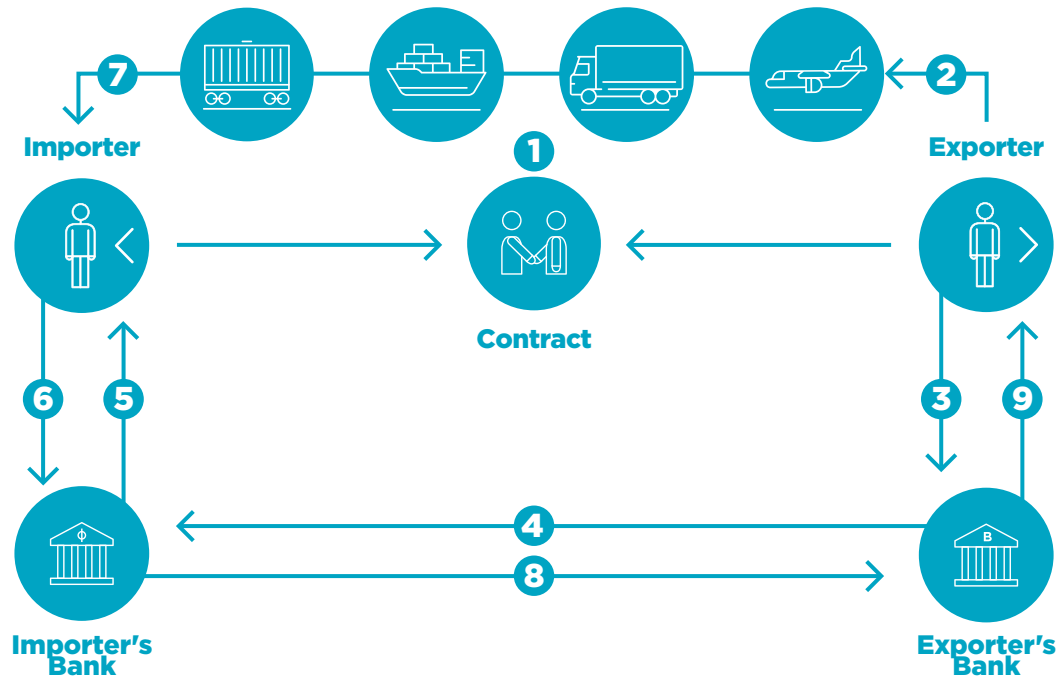 7
2
Importer
1
Exporter
Contract
6
5
3
9
4
ф
B
8
Importer's
Bank
Exporter's
Bank